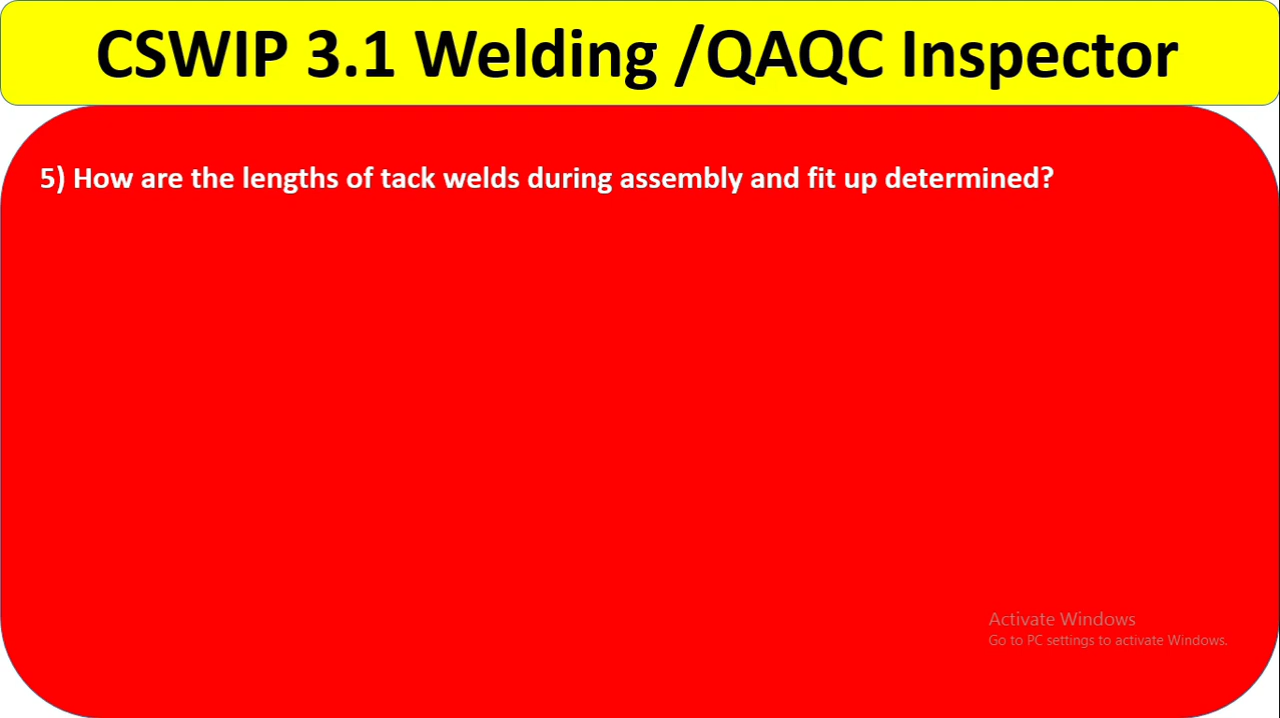 CSWIP 3.1 Welding /QAQC Inspector
5) How are the lengths of tack welds during assembly and fit up determined?
Activate Windows
Go to PC settings to activate Windows.